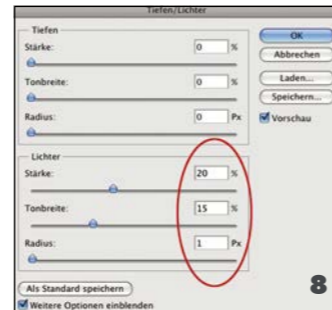 Tiefen/Lichter
Tiefen
Stärke: 0 %
Tonbreite: 0 %
Radius: 0 Px
Lichter
Stärke: 20 %
Tonbreite: 15 %
Radius: 1 Px
Als Standard speichern
Weitere Optionen einblenden
OK
Abbrechen
Laden...
Speichern...
Vorschau
8